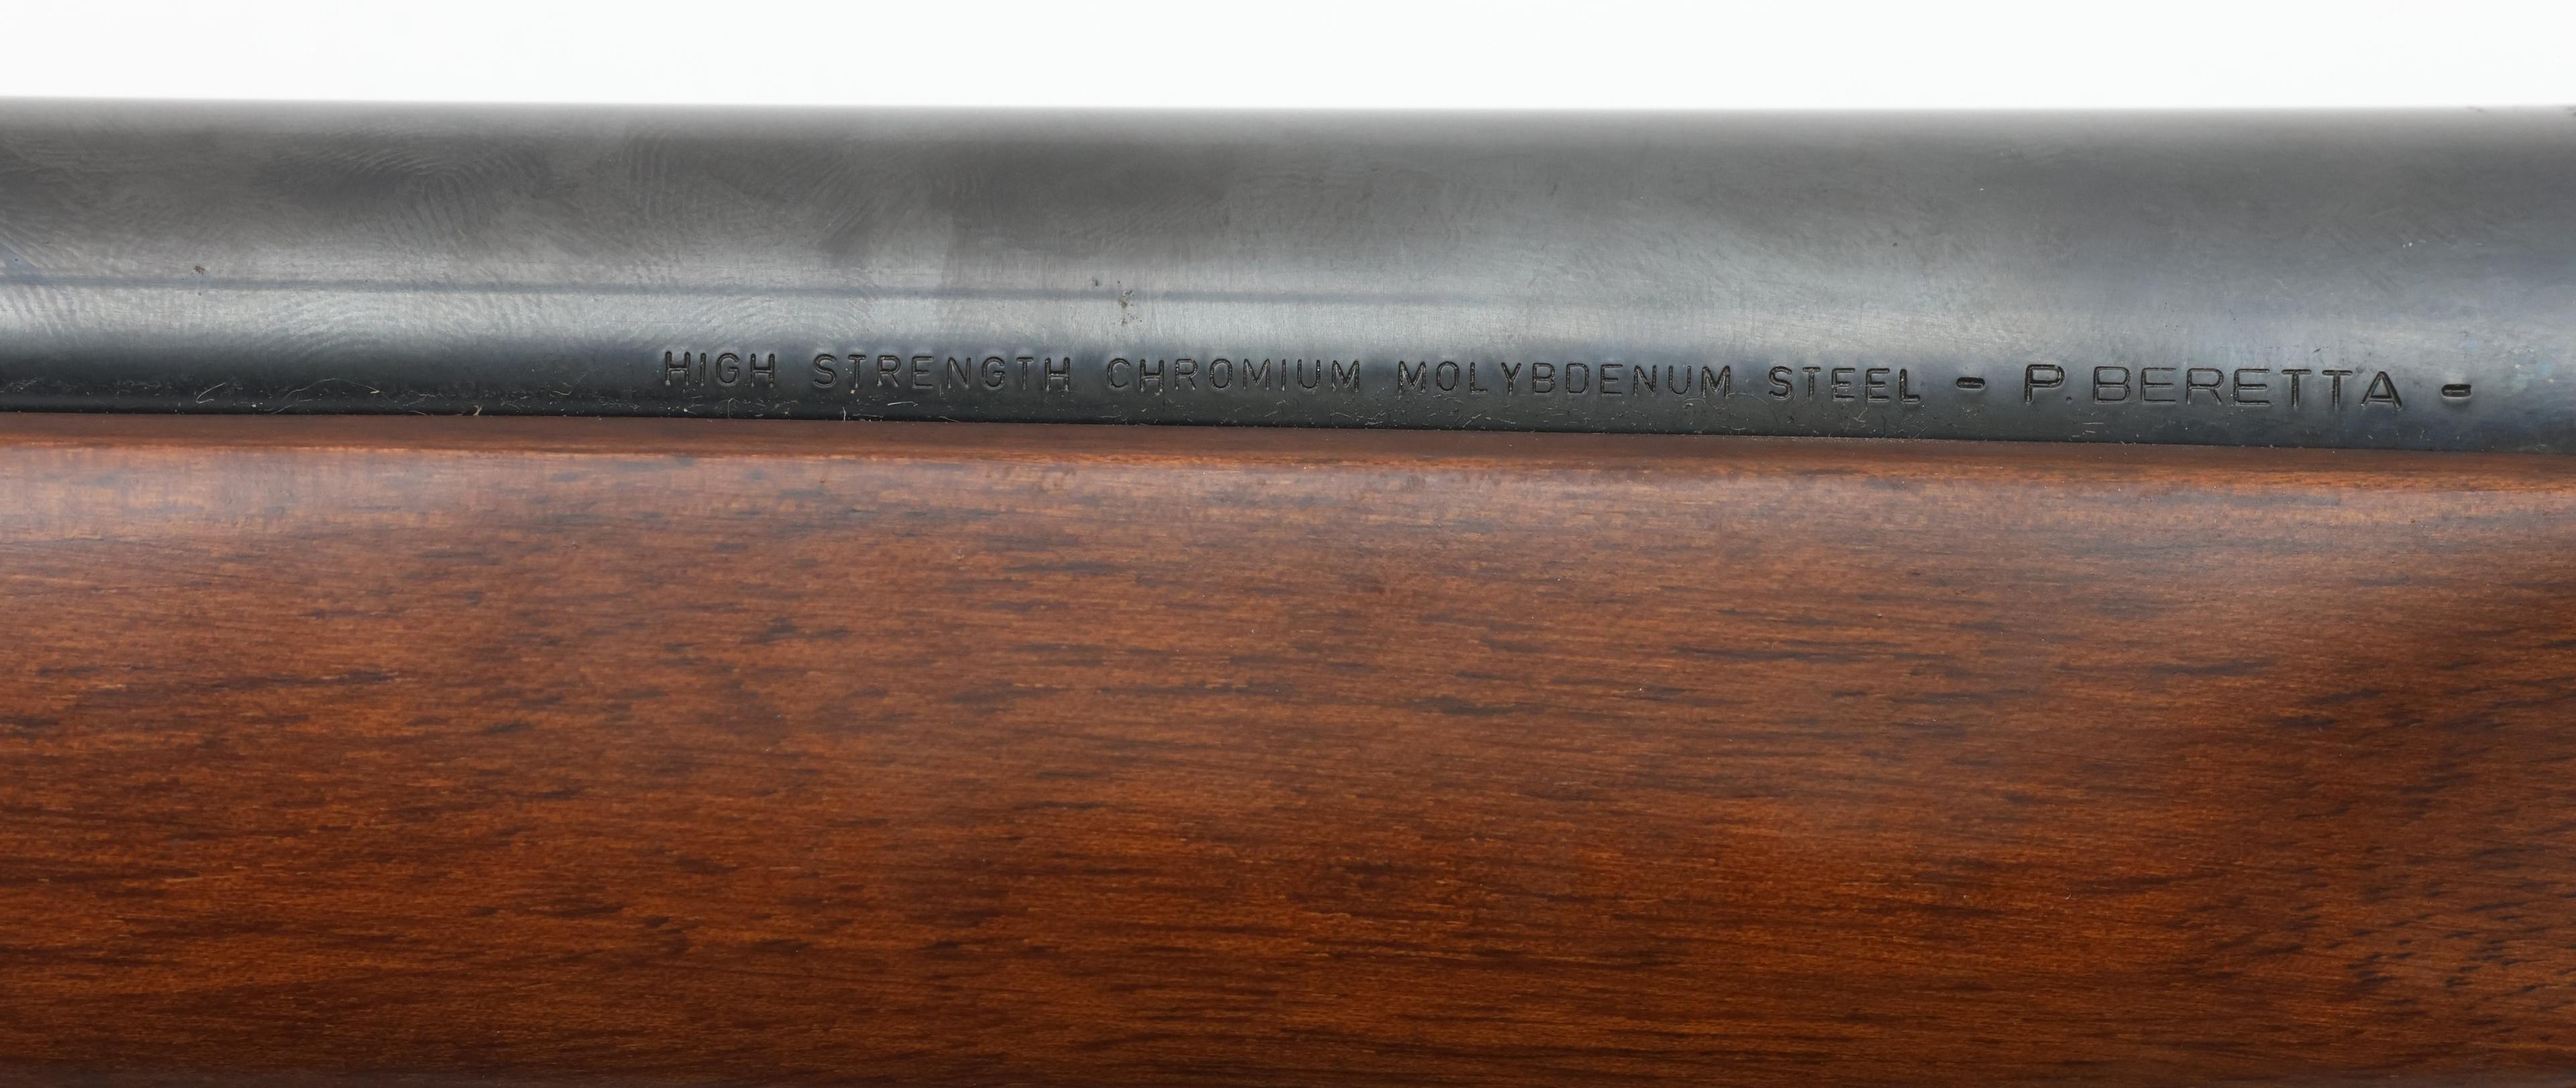 HIGH STRENGTH CHROMIUM MOLYBDENUM STEEL - P. BERETTA -